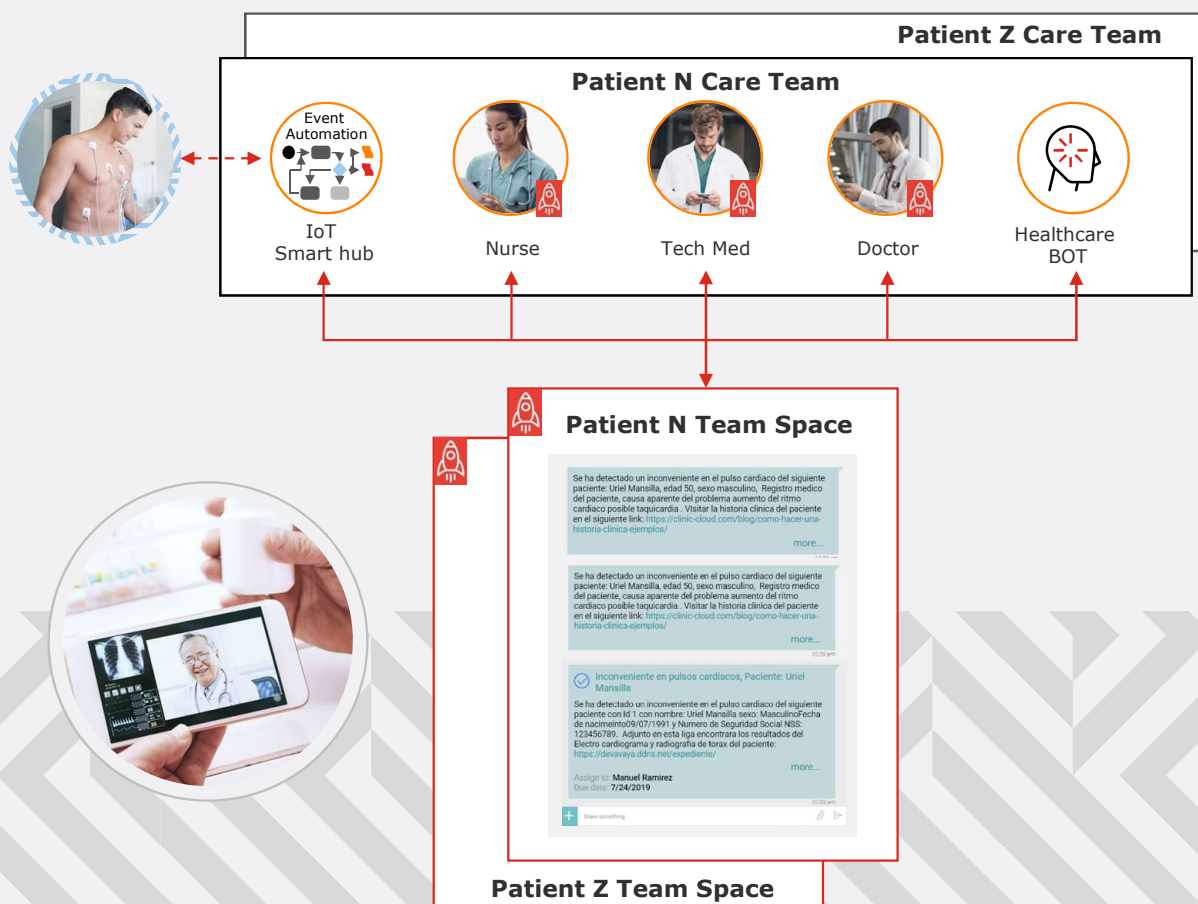 Patient Z Care Team
Patient N Care Team
Event
Automation
IoT
Smart hub
Nurse
Tech Med
Doctor
Healthcare
BOT
Patient N Team Space
Se ha detectado un inconveniente en el pulso cardiaco del siguiente
paciente: Uriel Mansilla, edad 50, sexo masculino, Registro medico
del paciente, causa aparente del problema aumento del ritmo
cardiaco posible taquicardia . VIsitar la historia clinica del paciente
en el siguiente link: https://clinic-cloud.com/blog/como-hacer-una-
historia-clinica-ejemplos/
more...
Se ha detectado un inconveniente en el pulso cardiaco del siguiente
paciente: Uriel Mansilla, edad 50, sexo masculino, Registro medico
del paciente, causa aparente del problema aumento del ritmo
cardiaco posible taquicardia . Visitar la historia clinica del paciente
en el siguiente link: https://clinic-cloud.com/blog/como-hacer-una-
historia-clinica-ejemplos/
more...
10:29 am
Inconveniente en pulsos cardiacos, Paciente: Uriel
Mansilla
Se ha detectado un inconveniente en el pulso cardiaco del siguiente
paciente con Id 1 con nombre: Uriel Mansilla sexo: MasculinoFecha
de nacimeinto09/07/1991 y Numero de Seguridad Social NSS:
123456789. Adjunto en esta liga encontrara los resultados del
Electro cardiograma y radiografia de torax del paciente:
https://devavaya.ddns.net/expediente/
more...
Assign to: Manuel Ramirez
Due date: 7/24/2019
10:29 am
Share something
Patient Z Team Space